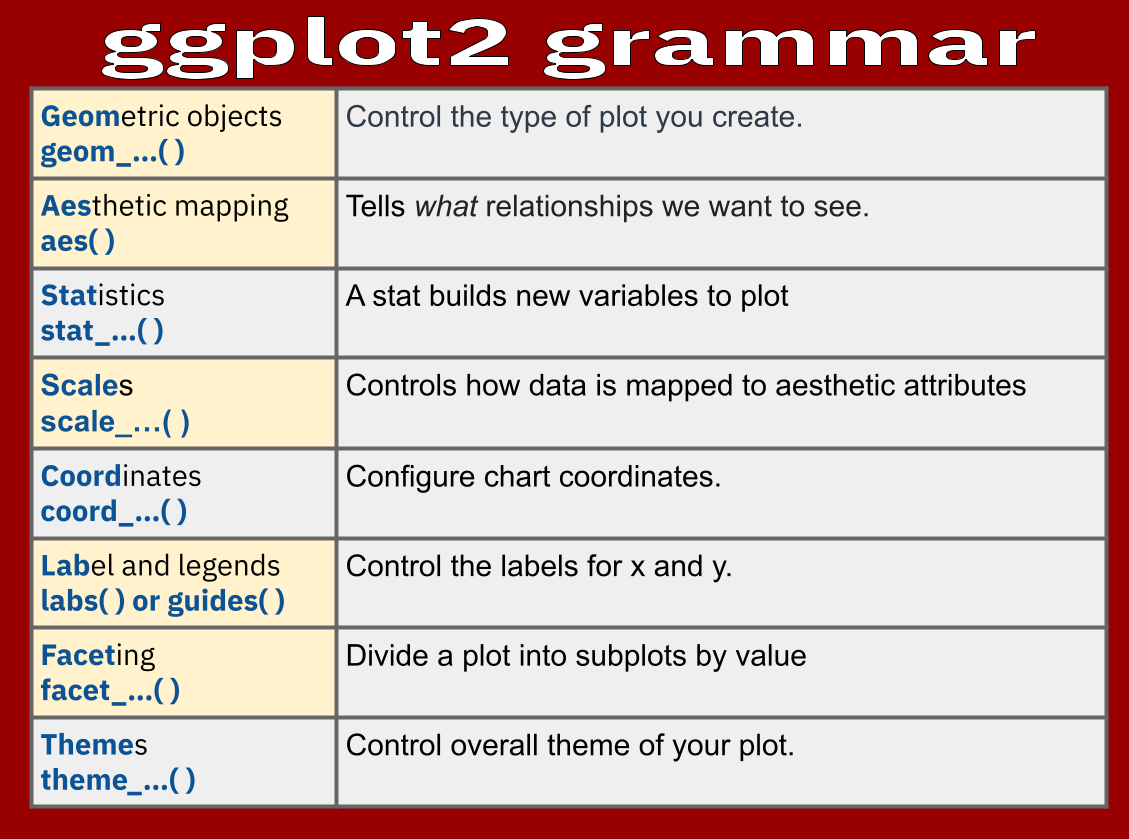 ggplot2 grammar
Geometric objects
geom_...( )
Control the type of plot you create.
Aesthetic mapping
aes( )
Tells what relationships we want to see.
Statistics
stat_...( )
A stat builds new variables to plot
Scales
scale_...( )
Controls how data is mapped to aesthetic attributes
Coordinates
coord_...( )
Configure chart coordinates.
Label and legends
labs( ) or guides( )
Control the labels for x and y.
Faceting
facet_...( )
Divide a plot into subplots by value
Themes
theme_...( )
Control overall theme of your plot.